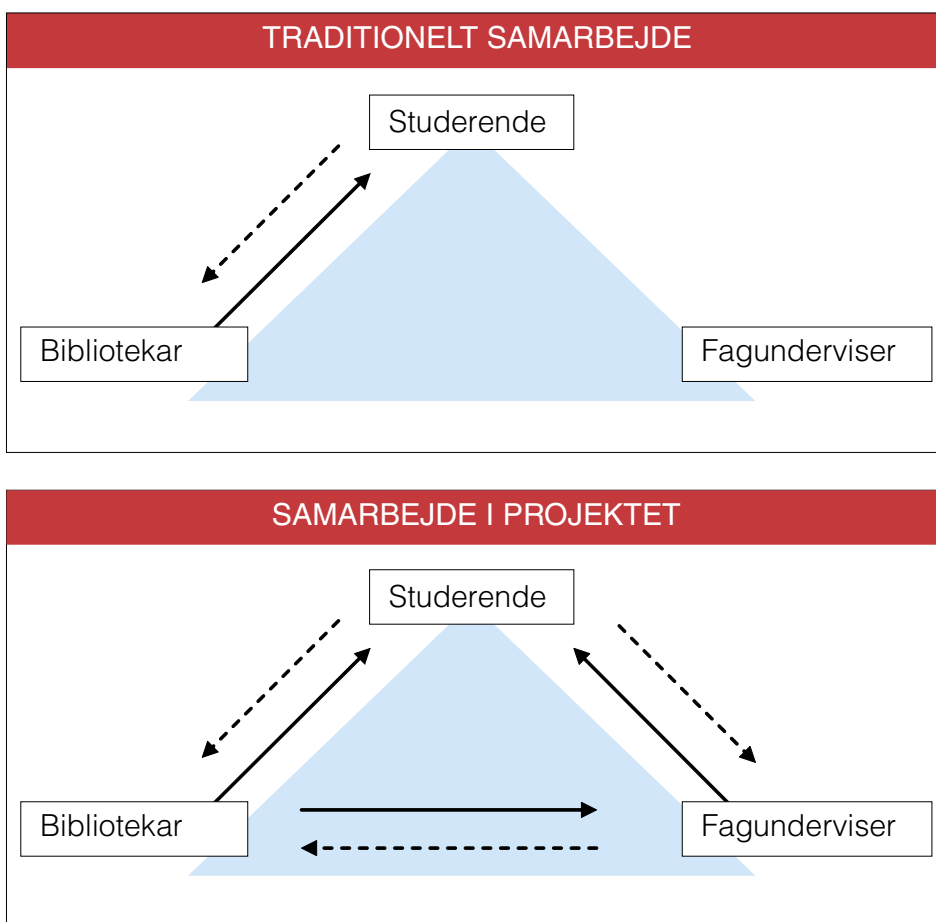 TRADITIONELT SAMARBEJDE
Studerende
Bibliotekar
Fagunderviser
SAMARBEJDE I PROJEKTET
Studerende
Bibliotekar
Fagunderviser